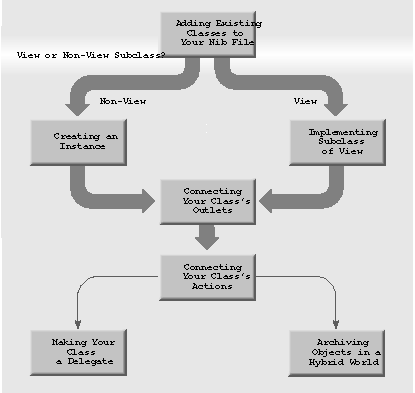 Adding Existing
Classes to
Your Nib File
View or Non-View Subclass?
Non-View
View
Creating an
Instance
Implementing
Subclass
of View
Connecting
Your Class's
Outlets
Connecting
Your Class's
Actions
Making Your
Class
a Delegate
Archiving
Objects in a
Hybrid World